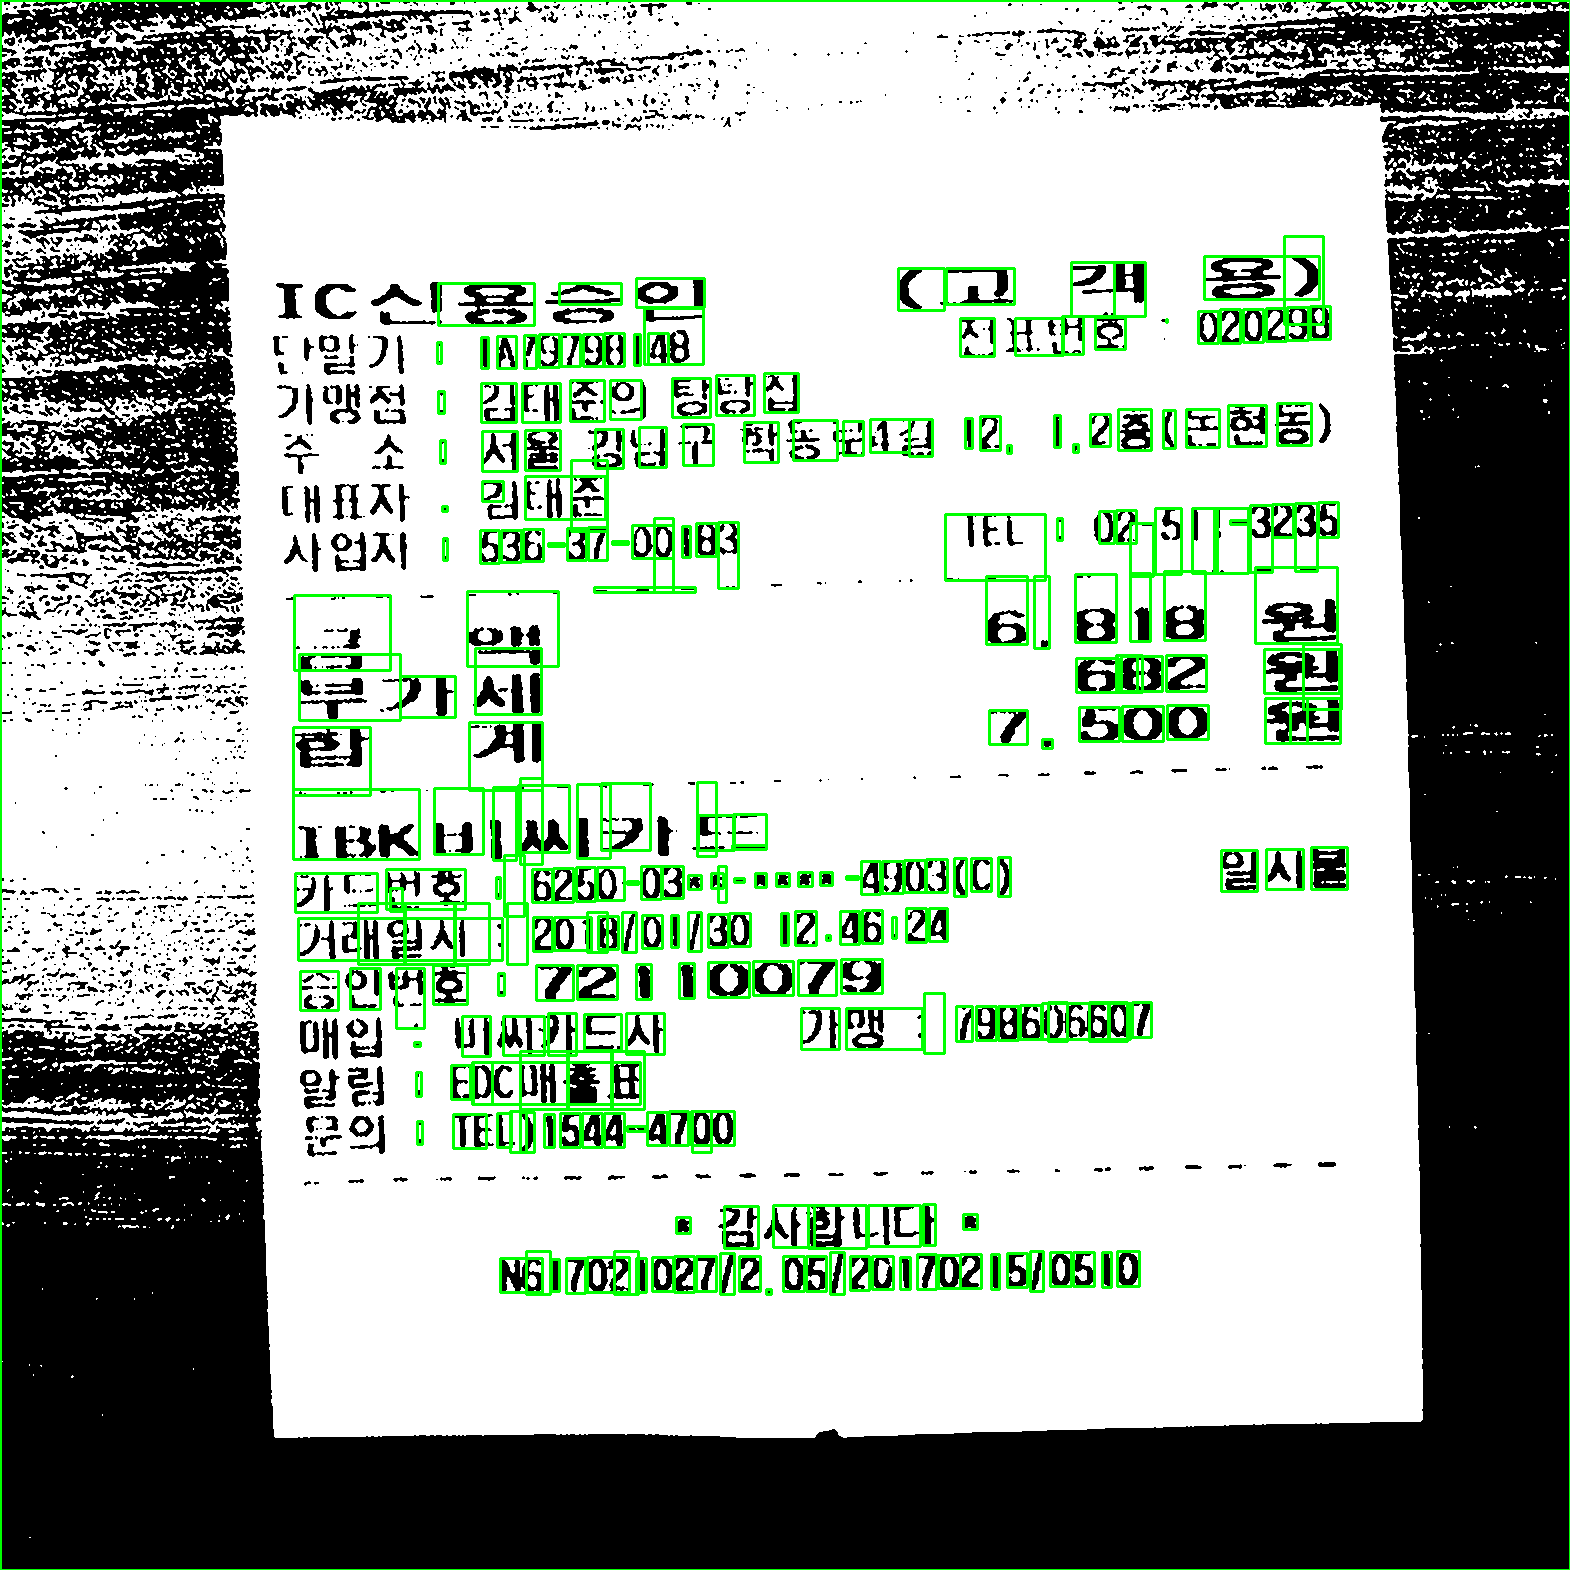 IC신용승인 (고 객 용)
단말기 : 1A79798148 전표번호 : 020299
가맹점 : 김태준의 탕탕집
주 소 : 서울 강남구 학동로4길 12, 1,2층(논현동)
대표자 : 김태준
사업자 : 536-37-00183 TEL : 02-511-3235
금 액 6,818 원
부가세 682 원
합 계 7,500 원
IBK비씨카드
카드번호 : 6250-03**-****-4903(C) 일시불
거래일시 : 2018/01/30 12:46:24
승인번호 : 72110079
매입 : 비씨카드사 가맹 : 798606607
알림 : EDC매출표
문의 : TEL)1544-4700
* 감사합니다 *
N617021027/2.05/20170215/0510